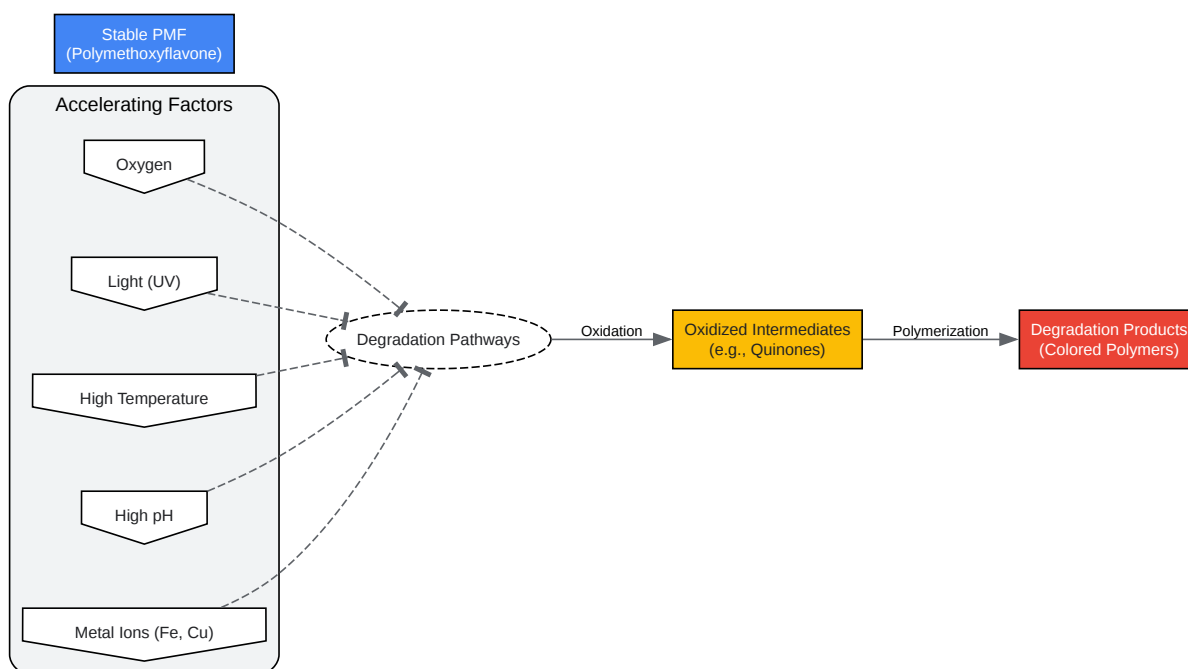 Stable PMF
(Polymethoxyflavone)
Accelerating Factors
Oxygen
Light (UV)
High Temperature
High pH
Metal Ions (Fe, Cu)
Degradation Pathways
Oxidation
Oxidized Intermediates
(e.g., Quinones)
Polymerization
Degradation Products
(Colored Polymers)